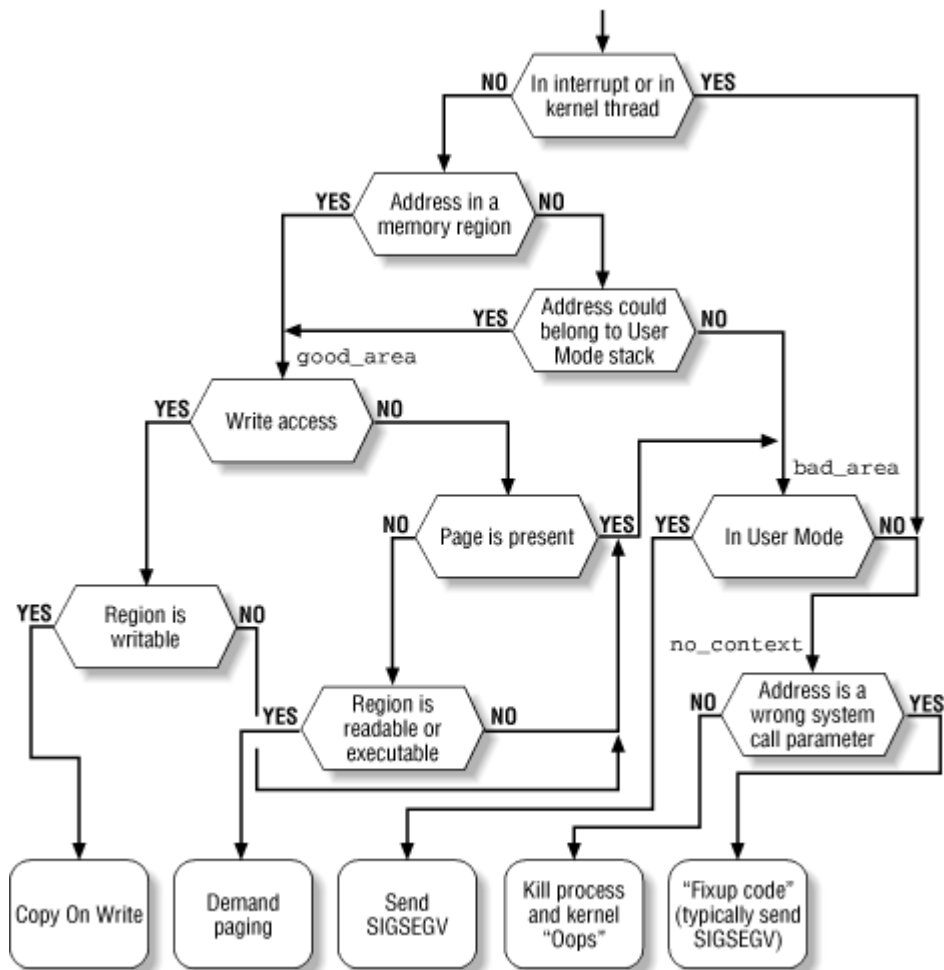 NO
In interrupt or in
kernel thread
YES
YES
Address in a
memory region
NO
YES
Address could
belong to User
Mode stack
NO
good_area
YES
Write access
NO
bad_area
NO
Page is present
YES
YES
In User Mode
NO
YES
Region is
writable
NO
no_context
YES
Region is
readable or
executable
NO
NO
Address is a
wrong system
call parameter
YES
Copy On Write
Demand
paging
Send
SIGSEGV
Kill process
and kernel
“Oops”
“Fixup code”
(typically send
SIGSEGV)